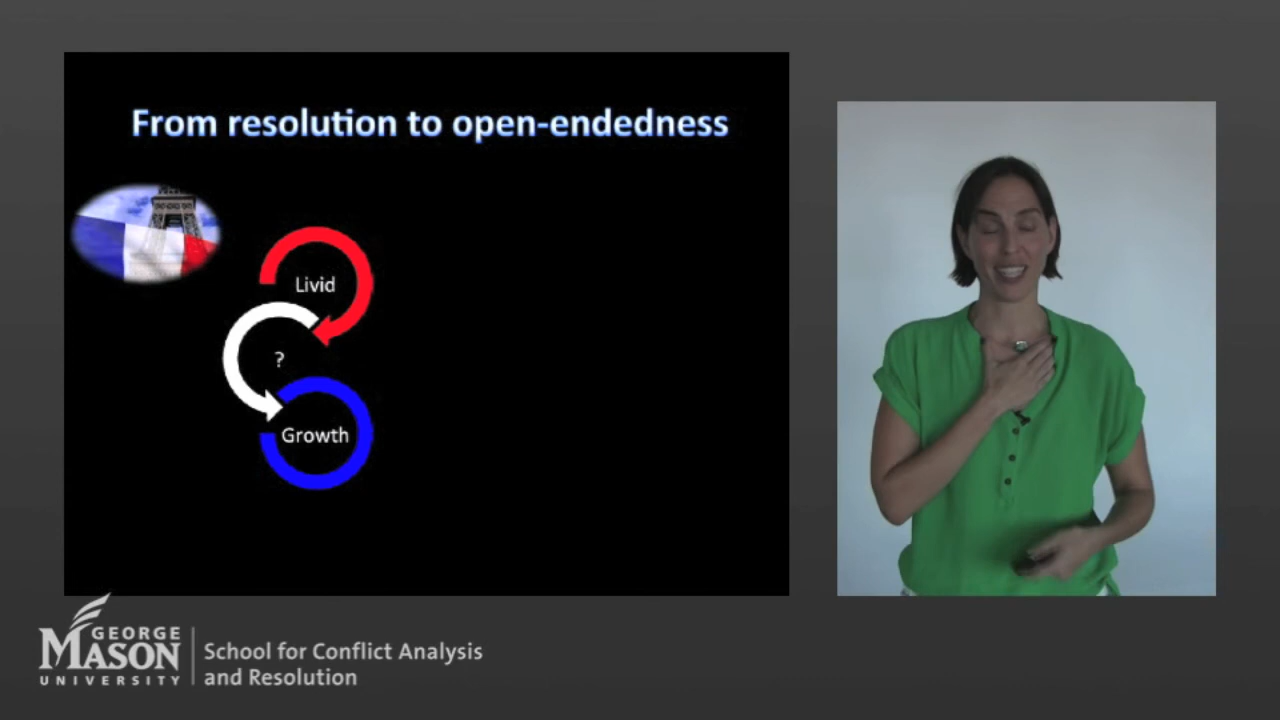 From resolution to open-endedness
Livid
?
Growth
GEORGE
MASON
UNIVERSITY
School for Conflict Analysis
and Resolution